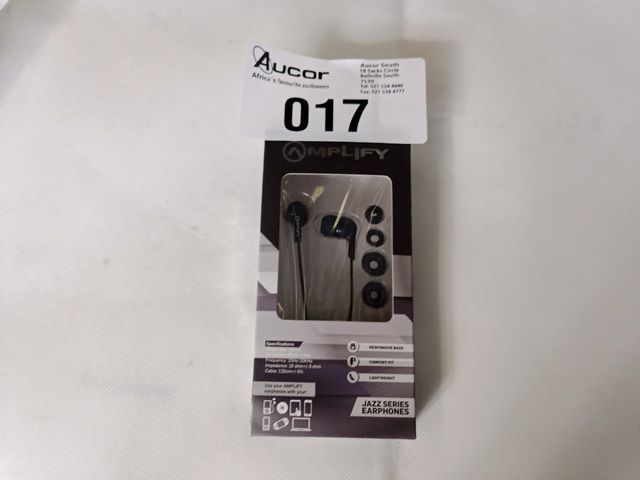 Aucor
Africa's favourite auctioneers
Aucor South
18 Sacks Circle
Bellville South
7530
Tel: 021 534 4446
Fax: 021 534 4777
017
AMPLIFY
AMPLIFY
Specifications
Frequency: 20Hz-20KHz
Impedance: 16 ohm+/-3 ohm
Cable: 120cm+/-5%
Use your AMPLIFY
earphones with your:
RESPONSIVE BASS
COMFORT FIT
LIGHTWEIGHT
JAZZ SERIES
EARPHONES